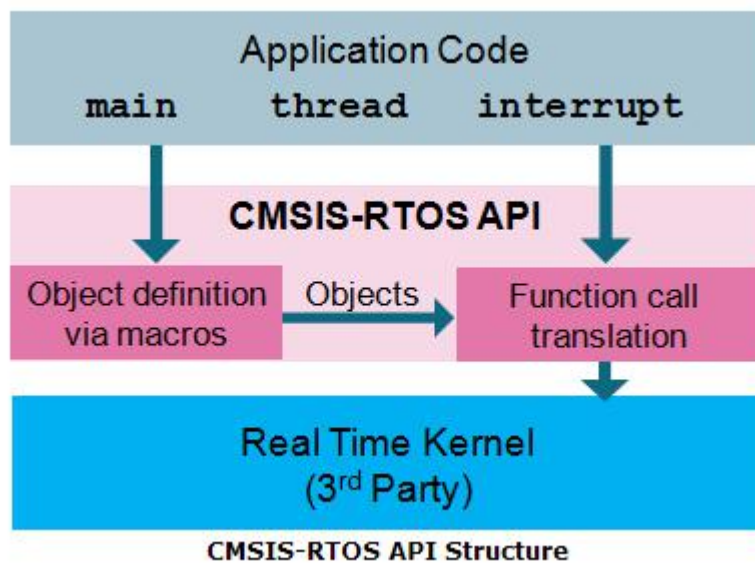 Application Code
main thread interrupt
CMSIS-RTOS API
Object definition
via macros
Objects
Function call
translation
Real Time Kernel
(3rd Party)
CMSIS-RTOS API Structure